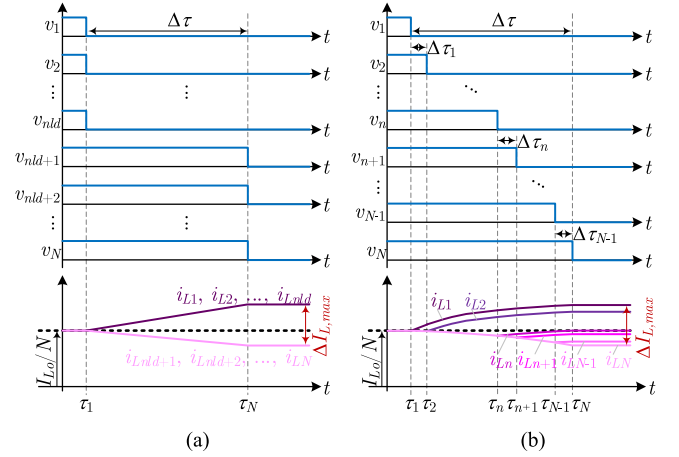 v1
Δτ
t
v2
t
⋮ ⋮
vnld
t
vnld+1
t
vnld+2
t
⋮ ⋮
vN
t
iL1, iL2, ..., iLnld
ΔIL,max
iLnld+1, iLnld+2, ..., iLN
ILo/N
t
τ1 τN
(a)
v1
Δτ
t
Δτ1
v2
t
⋮ ⋱
vn
t
Δτn
vn+1
t
⋮ ⋱
vN-1
t
ΔτN-1
vN
t
iL1 iL2
ΔIL,max
iLn iLn+1 iLN-1 iLN
ILo/N
t
τ1 τ2 τn τn+1 τN-1 τN
(b)